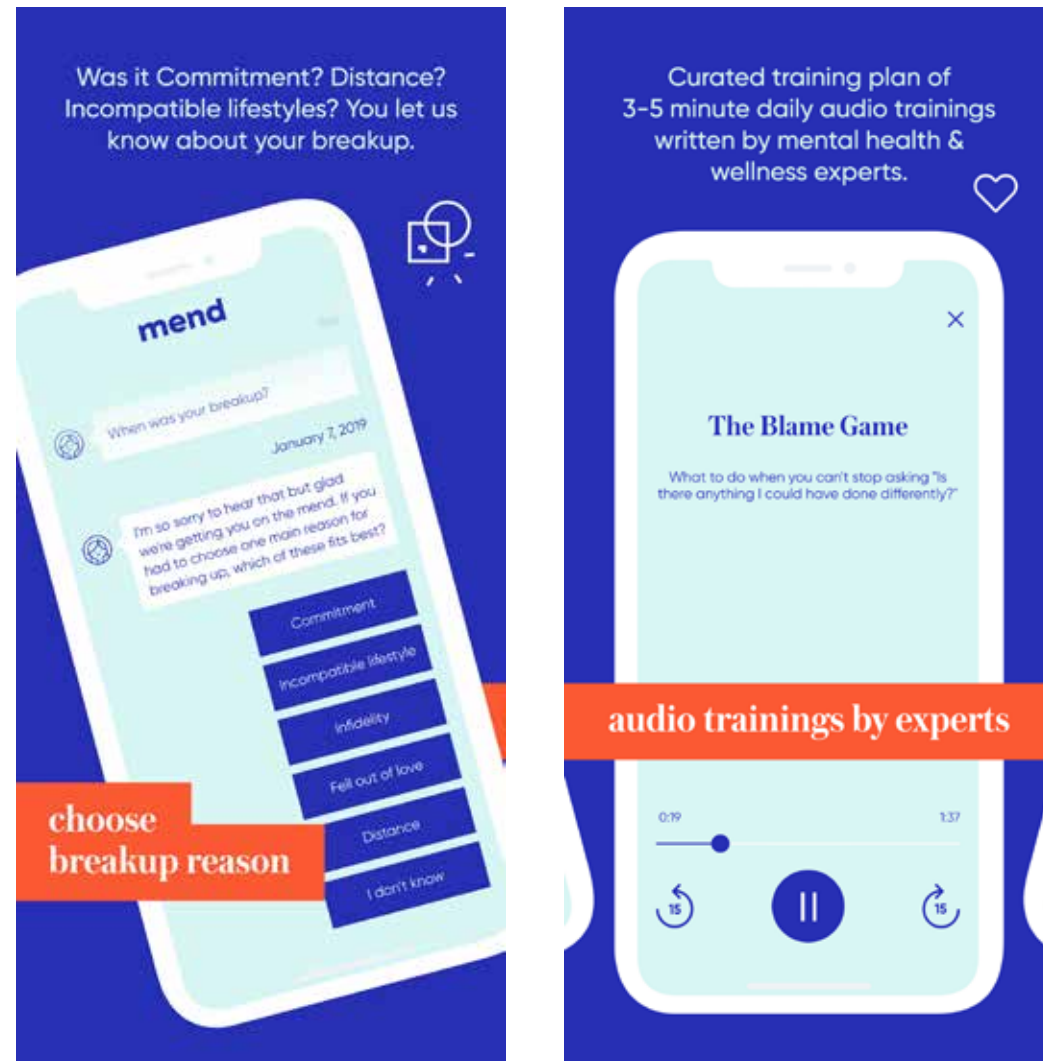 Was it Commitment? Distance?
Incompatible lifestyles? You let us
know about your breakup.
mend
When was your breakup?
January 7, 2019
I'm so sorry to hear that but glad
we're getting you on the mend. If you
had to choose one main reason for
breaking up, which of these fits best?
Commitment
Incompatible lifestyle
Infidelity
Fell out of love
Distance
I don't know
choose
breakup reason
Curated training plan of
3-5 minute daily audio trainings
written by mental health &
wellness experts.
The Blame Game
What to do when you can't stop asking "Is
there anything I could have done differently?"
audio trainings by experts
0:19
1:37
15
15